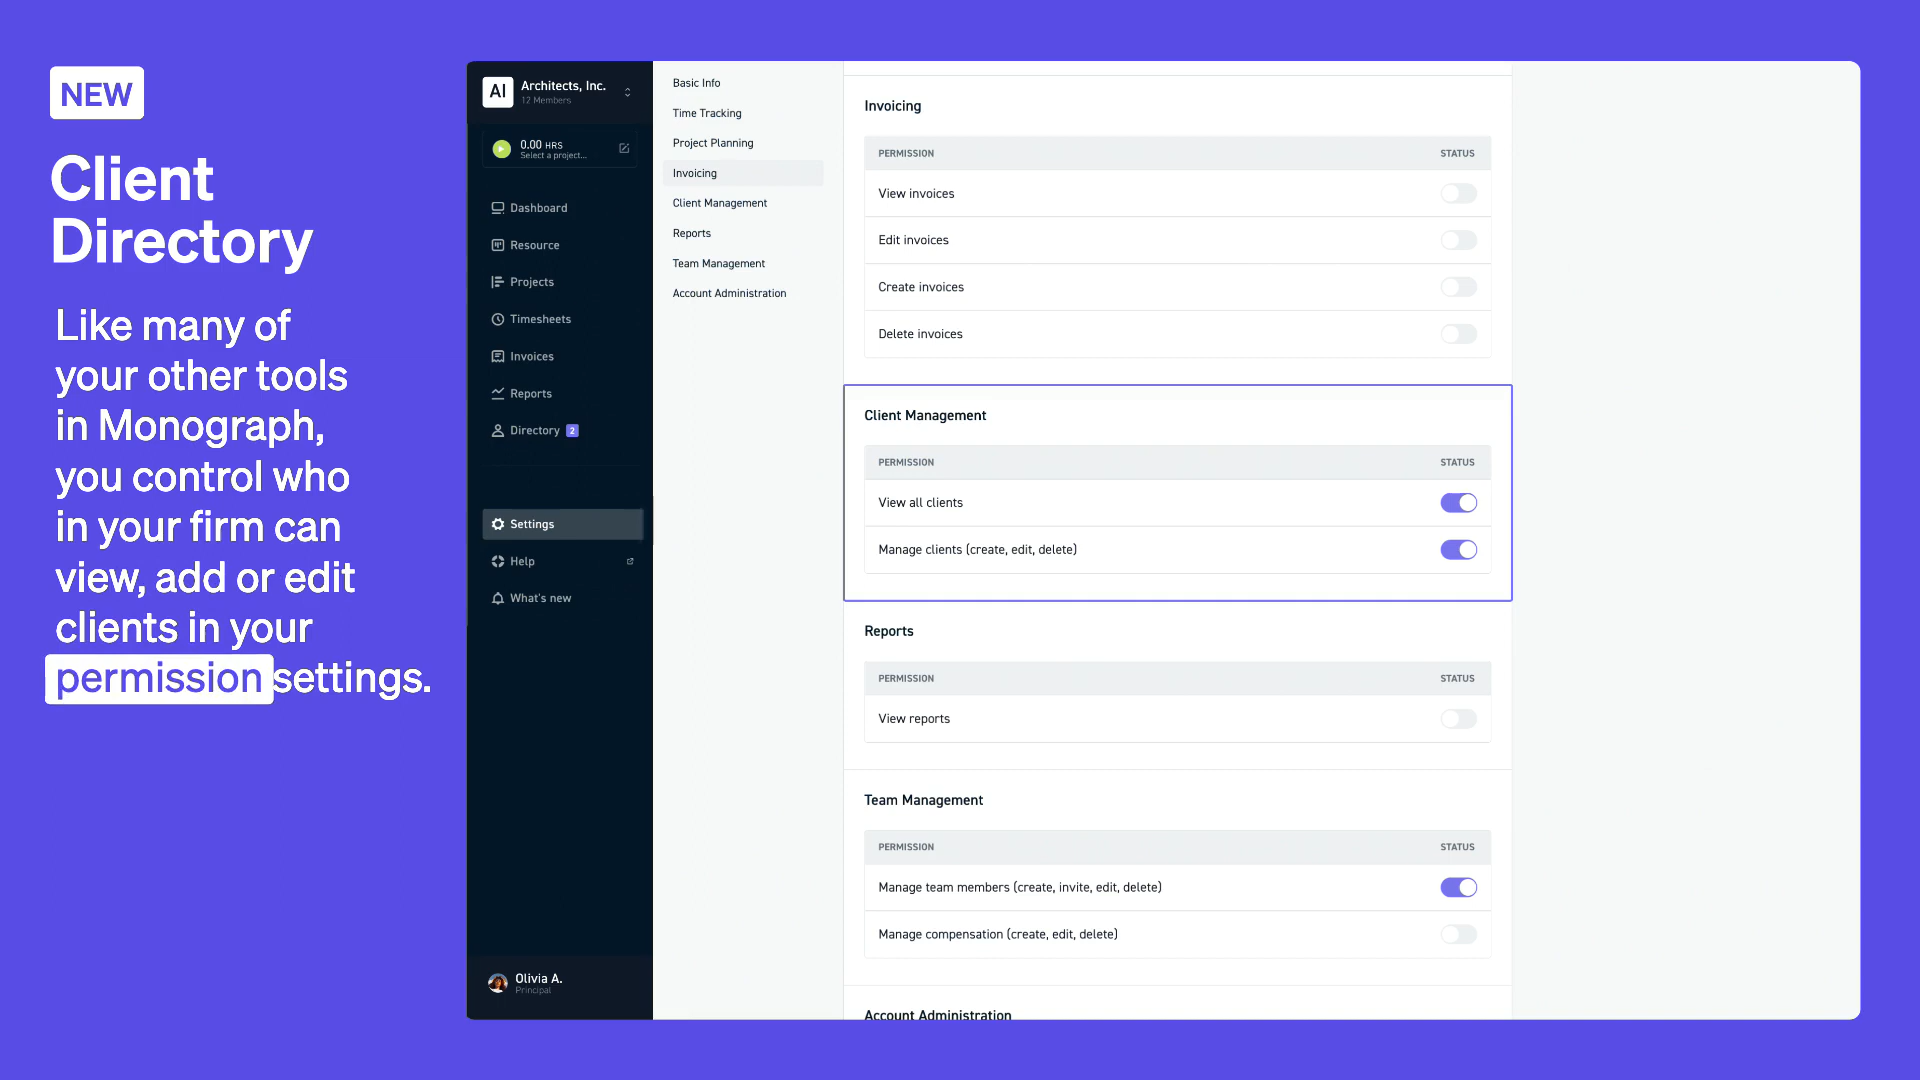 NEW
Client
Directory
Like many of
your other tools
in Monograph,
you control who
in your firm can
view, add or edit
clients in your
permission settings.
AI
Architects, Inc.
12 Members
0.00 HRS
Select a project...
Dashboard
Resource
Projects
Timesheets
Invoices
Reports
Directory 2
Settings
Help
What's new
Olivia A.
Principal
Basic Info
Time Tracking
Project Planning
Invoicing
Client Management
Reports
Team Management
Account Administration
Invoicing
PERMISSION STATUS
View invoices
Edit invoices
Create invoices
Delete invoices
Client Management
PERMISSION STATUS
View all clients
Manage clients (create, edit, delete)
Reports
PERMISSION STATUS
View reports
Team Management
PERMISSION STATUS
Manage team members (create, invite, edit, delete)
Manage compensation (create, edit, delete)
Account Administration